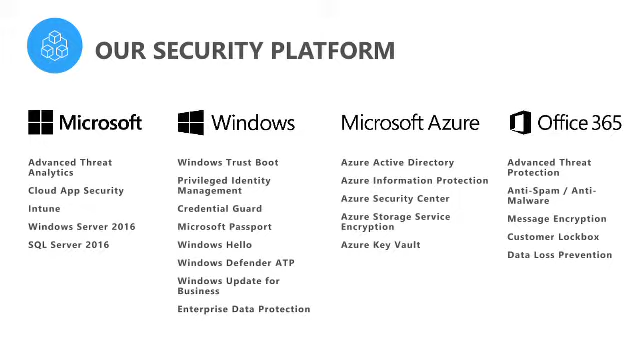 OUR SECURITY PLATFORM
Microsoft
Advanced Threat
Analytics
Cloud App Security
Intune
Windows Server 2016
SQL Server 2016
Windows
Windows Trust Boot
Privileged Identity
Management
Credential Guard
Microsoft Passport
Windows Hello
Windows Defender ATP
Windows Update for
Business
Enterprise Data Protection
Microsoft Azure
Azure Active Directory
Azure Information Protection
Azure Security Center
Azure Storage Service
Encryption
Azure Key Vault
Office 365
Advanced Threat
Protection
Anti-Spam / Anti-
Malware
Message Encryption
Customer Lockbox
Data Loss Prevention